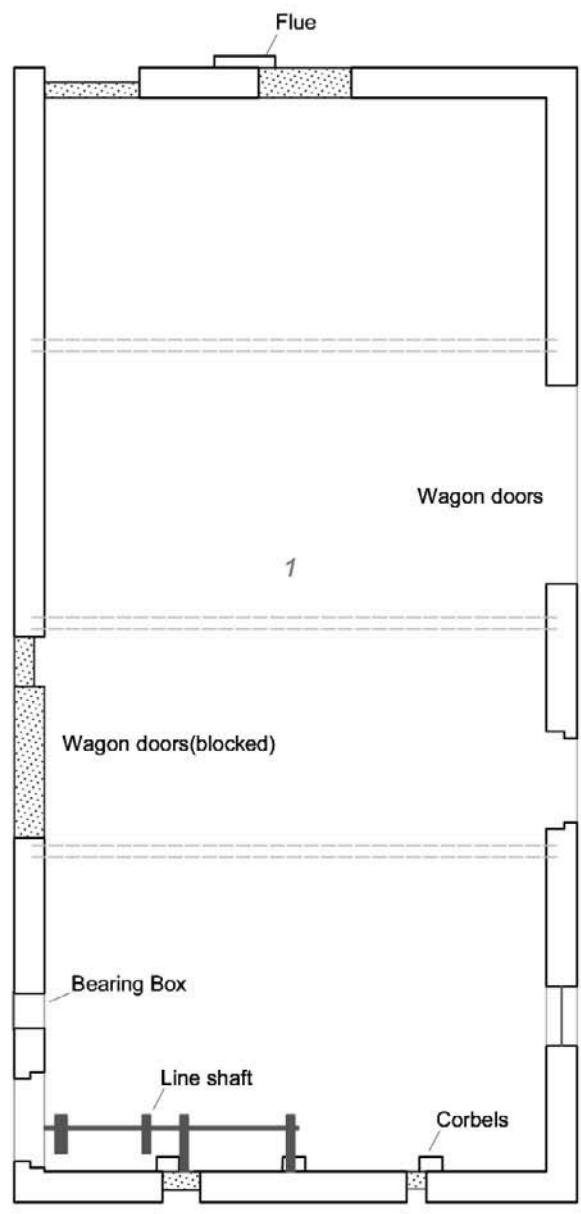 Flue
Wagon doors
1
Wagon doors(blocked)
Bearing Box
Line shaft
Corbels